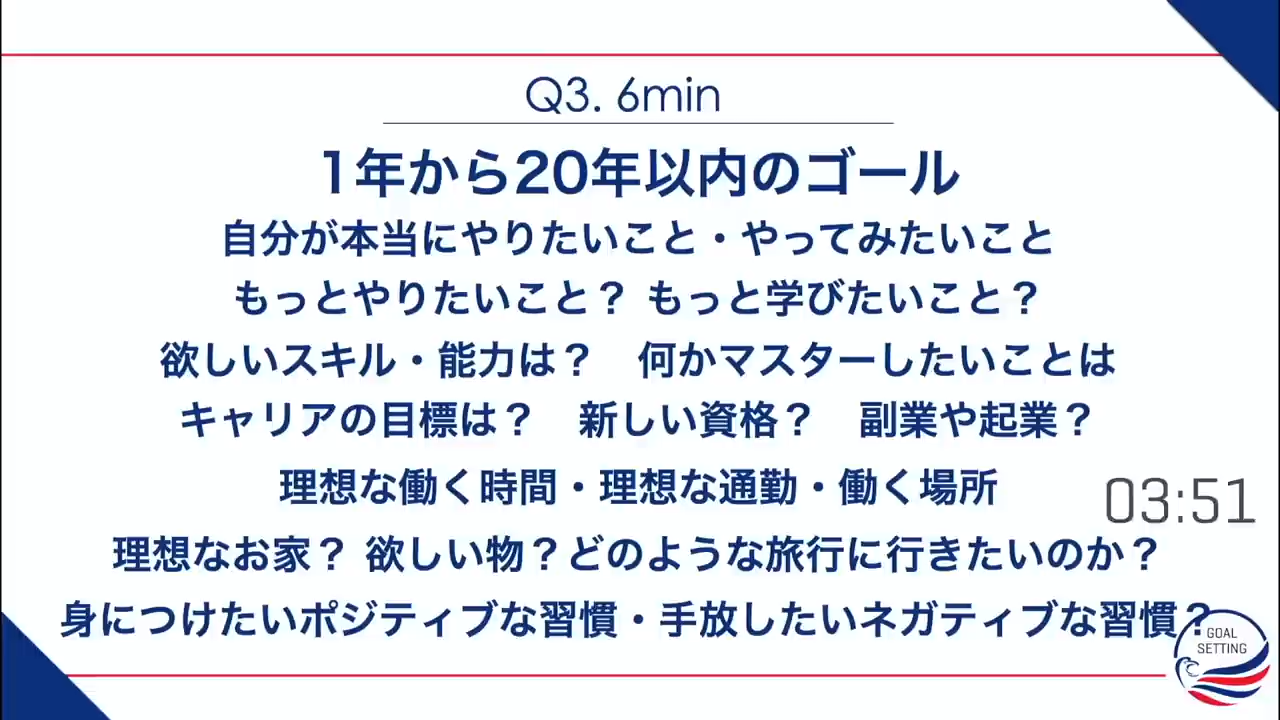 Q3. 6min
1年から20年以内のゴール
自分が本当にやりたいこと・やってみたいこと
もっとやりたいこと？ もっと学びたいこと？
欲しいスキル・能力は？　何かマスターしたいことは
キャリアの目標は？　新しい資格？　副業や起業？
理想な働く時間・理想な通勤・働く場所
03:51
理想なお家？ 欲しい物？どのような旅行に行きたいのか？
身につけたいポジティブな習慣・手放したいネガティブな習慣？
GOAL
SETTING